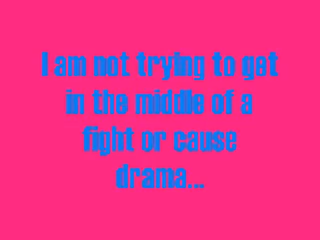 I am not trying to get
in the middle of a
fight or cause
drama...